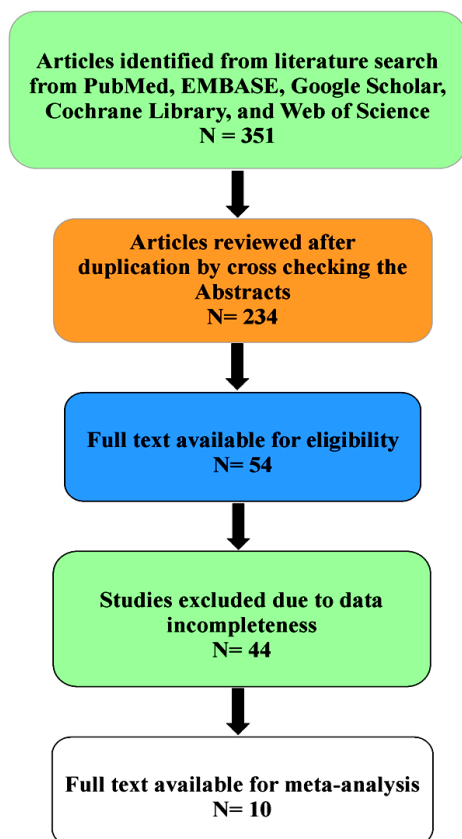 Articles identified from literature search
from PubMed, EMBASE, Google Scholar,
Cochrane Library, and Web of Science
N = 351
Articles reviewed after
duplication by cross checking the
Abstracts
N= 234
Full text available for eligibility
N= 54
Studies excluded due to data
incompleteness
N= 44
Full text available for meta-analysis
N= 10